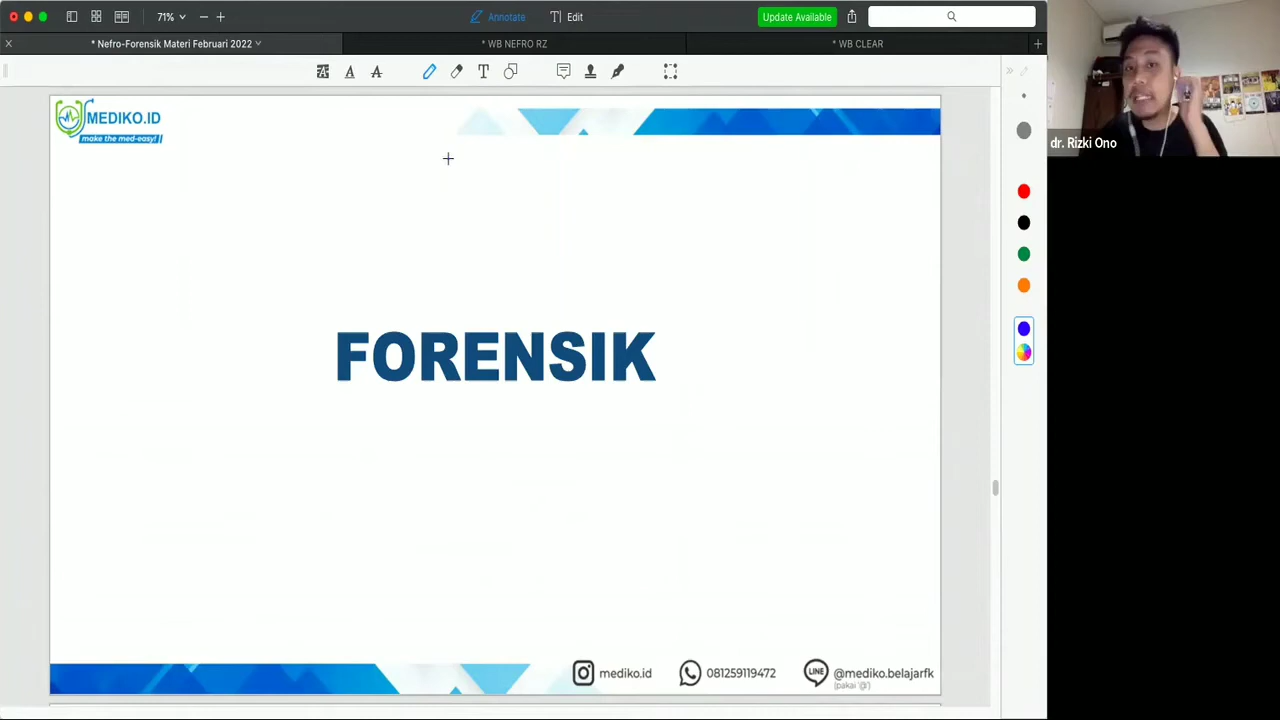 71%
Annotate
T Edit
Update Available
* Nefro-Forensik Materi Februari 2022
* WB NEFRO RZ
* WB CLEAR
MEDIKO.ID
make the med-easy!
dr. Rizki Ono
FORENSIK
mediko.id
081259119472
LINE
@mediko.belajarfk
(pakai '@')